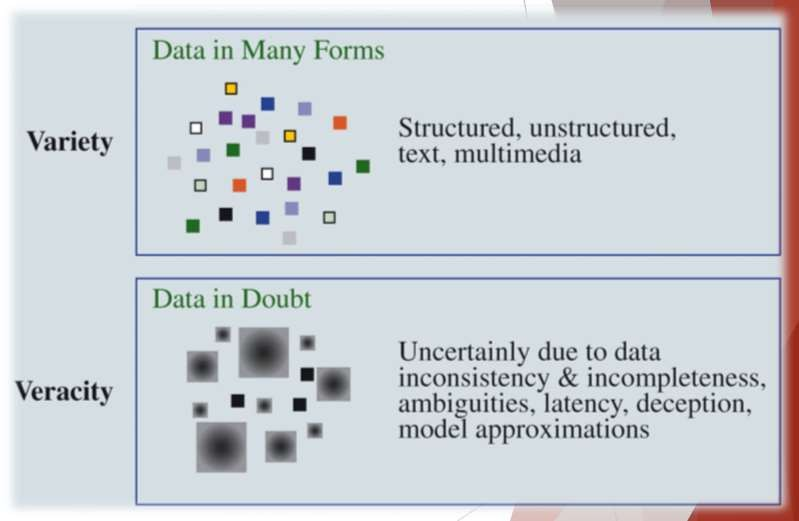 Data in Many Forms
Variety
Structured, unstructured,
text, multimedia
Data in Doubt
Veracity
Uncertainly due to data
inconsistency & incompleteness,
ambiguities, latency, deception,
model approximations